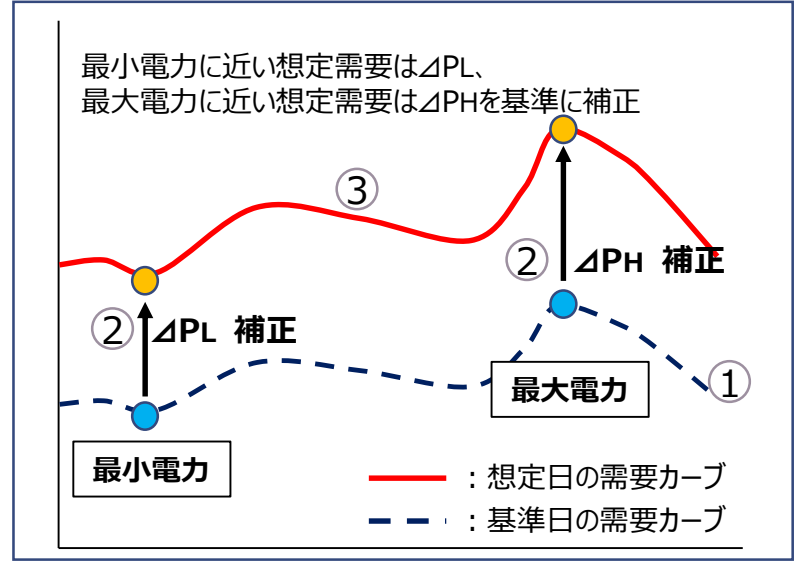 最小電力に近い想定需要は⊿PL、
最大電力に近い想定需要は⊿PHを基準に補正
③
② ⊿PH 補正
② ⊿PL 補正
①
最大電力
最小電力
：想定日の需要カーブ
：基準日の需要カーブ